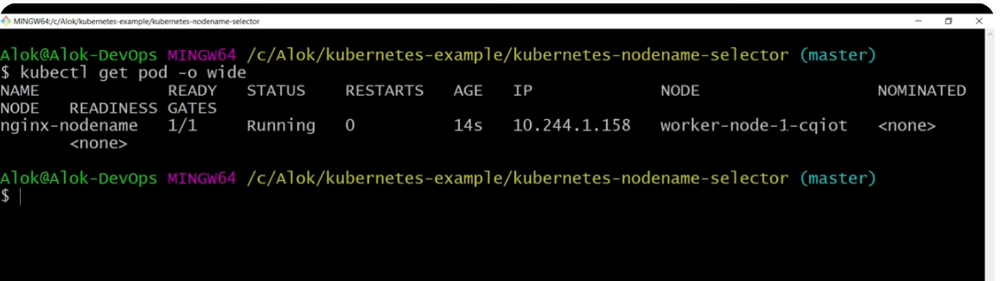 MINGW64:/c/Alok/kubernetes-example/kubernetes-nodename-selector
Alok@Alok-DevOps MINGW64 /c/Alok/kubernetes-example/kubernetes-nodename-selector (master)
$ kubectl get pod -o wide
NAME READY STATUS RESTARTS AGE IP NODE NOMINATED
NODE READINESS GATES
nginx-nodename 1/1 Running 0 14s 10.244.1.158 worker-node-1-cqiot <none>
<none>
Alok@Alok-DevOps MINGW64 /c/Alok/kubernetes-example/kubernetes-nodename-selector (master)
$